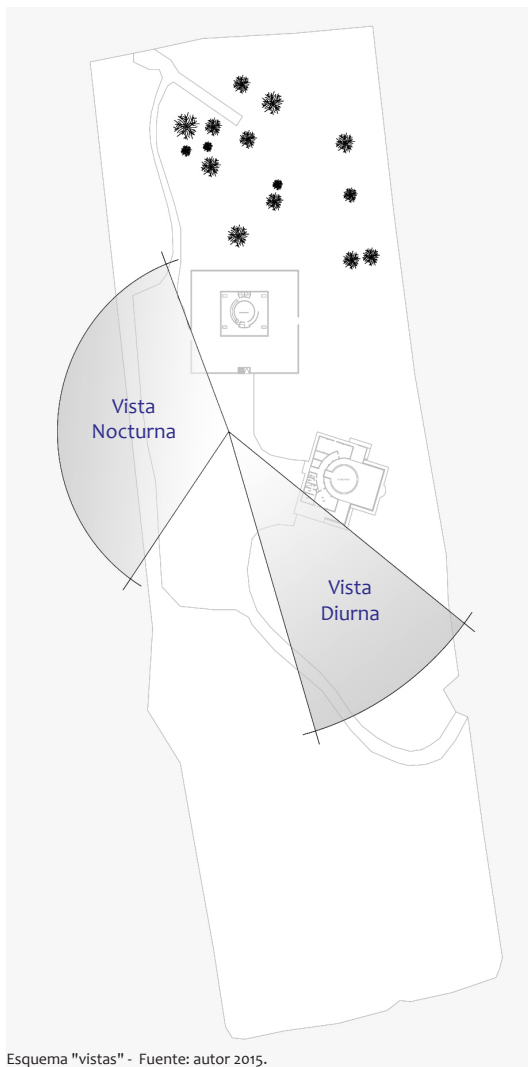 Vista
Nocturna
Vista
Diurna
Esquema "vistas" - Fuente: autor 2015.